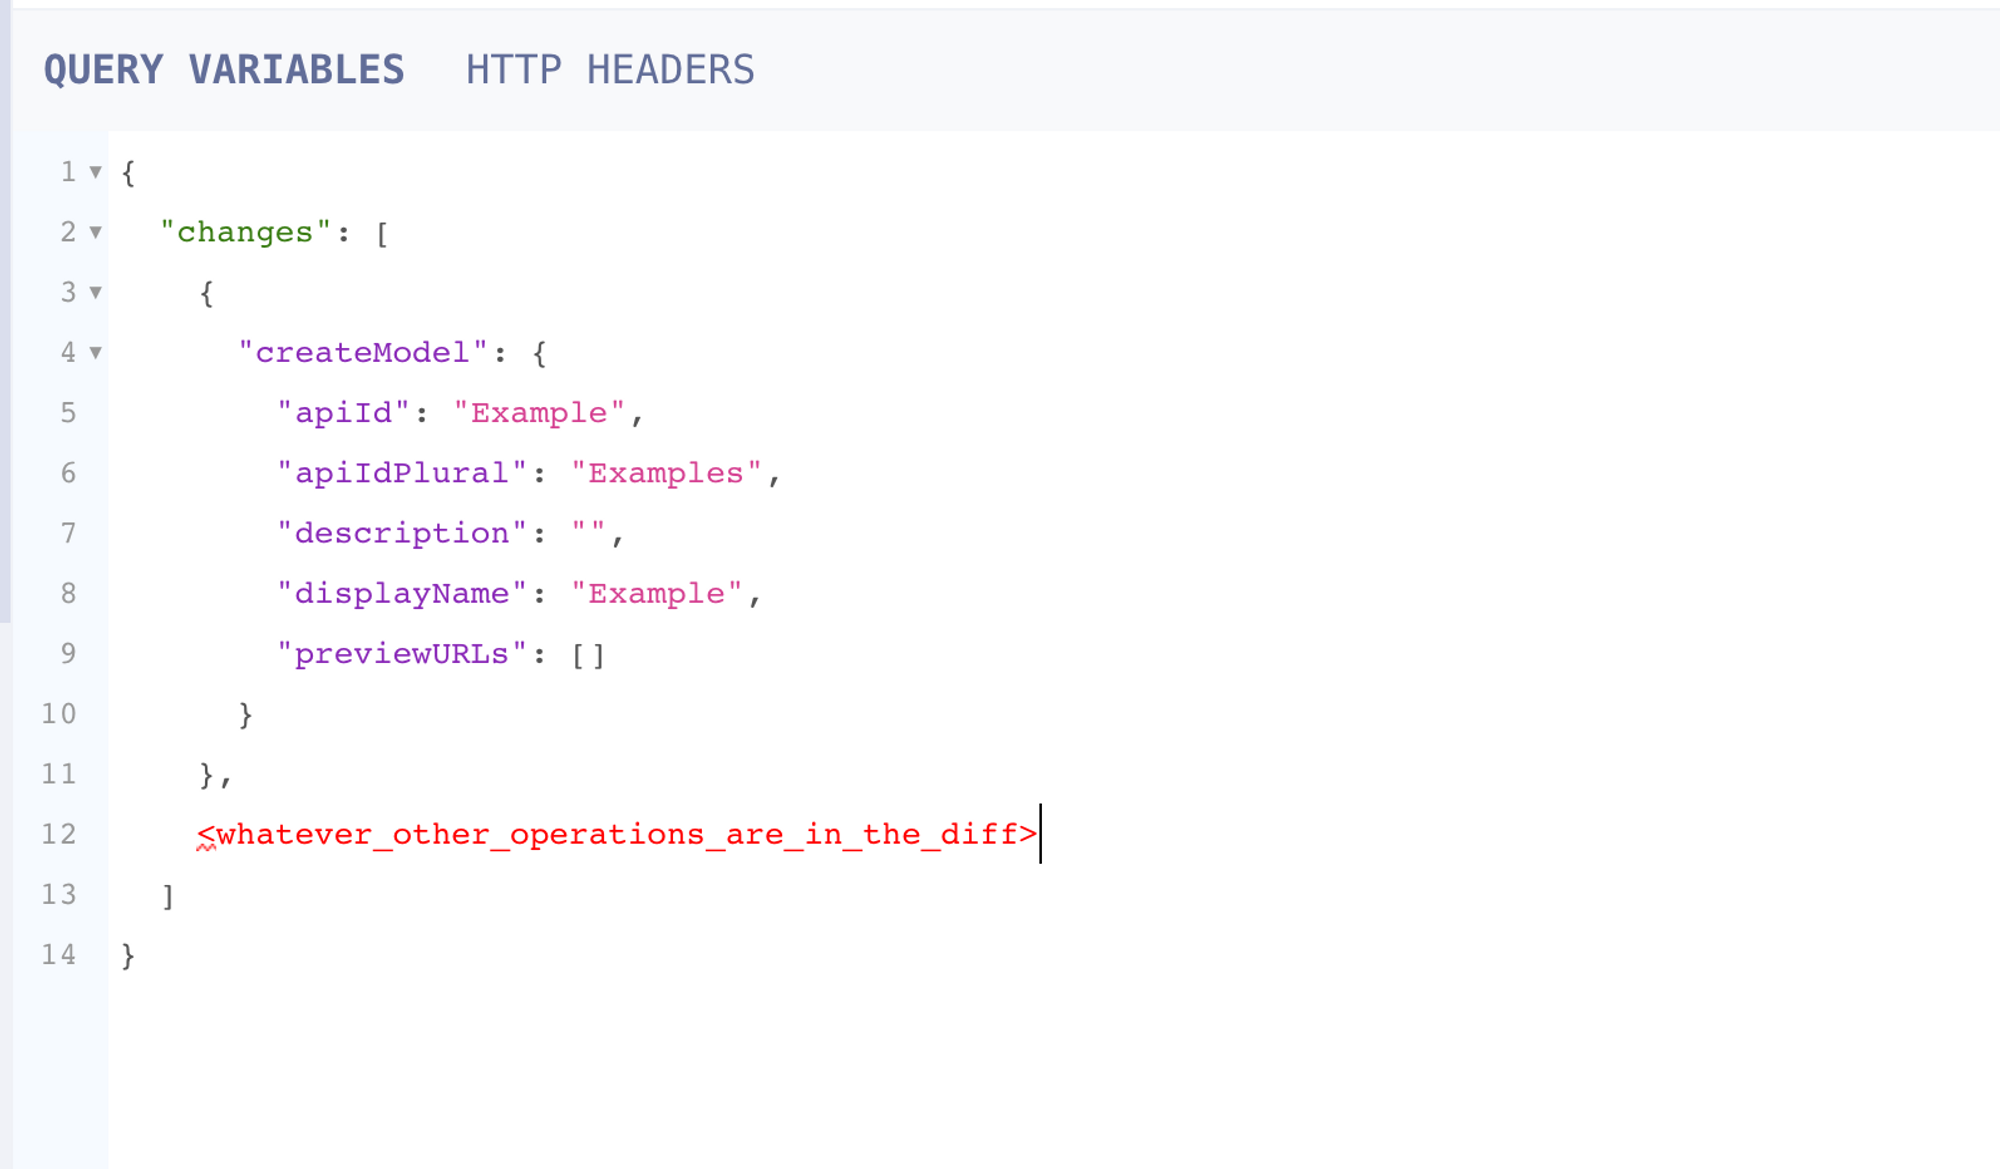 QUERY VARIABLES HTTP HEADERS
1 ▼ {
2 ▼ "changes": [
3 ▼ {
4 ▼ "createModel": {
5 "apiId": "Example",
6 "apiIdPlural": "Examples",
7 "description": "",
8 "displayName": "Example",
9 "previewURLs": []
10 }
11 },
12 <whatever_other_operations_are_in_the_diff>
13 ]
14 }